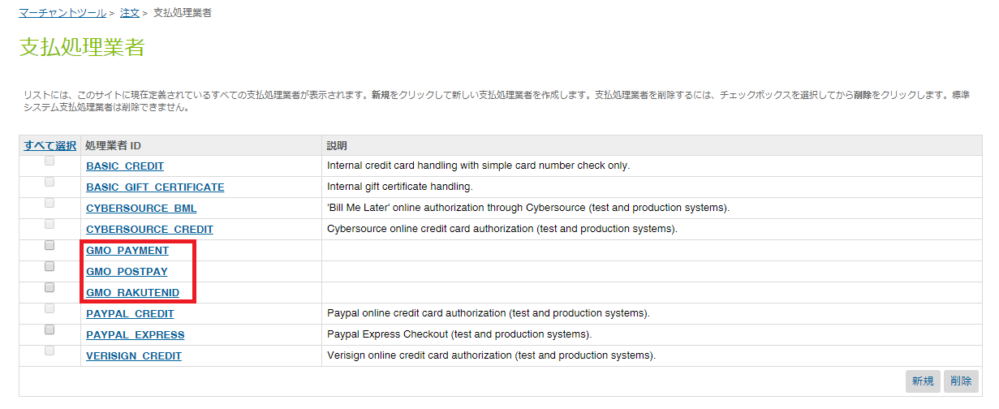 マーチャントツール > 注文 > 支払処理業者
支払処理業者
リストには、このサイトに現在定義されているすべての支払処理業者が表示されます。新規をクリックして新しい支払処理業者を作成します。支払処理業者を削除するには、チェックボックスを選択してから削除をクリックします。標準
システム支払処理業者は削除できません。
すべて選択 処理業者 ID 説明
BASIC_CREDIT Internal credit card handling with simple card number check only.
BASIC_GIFT_CERTIFICATE Internal gift certificate handling.
CYBERSOURCE_BML 'Bill Me Later' online authorization through Cybersource (test and production systems).
CYBERSOURCE_CREDIT Cybersource online credit card authorization (test and production systems).
GMO_PAYMENT
GMO_POSTPAY
GMO_RAKUTENID
PAYPAL_CREDIT Paypal online credit card authorization (test and production systems).
PAYPAL_EXPRESS Paypal Express Checkout (test and production systems).
VERISIGN_CREDIT Verisign online credit card authorization (test and production systems).
新規 削除